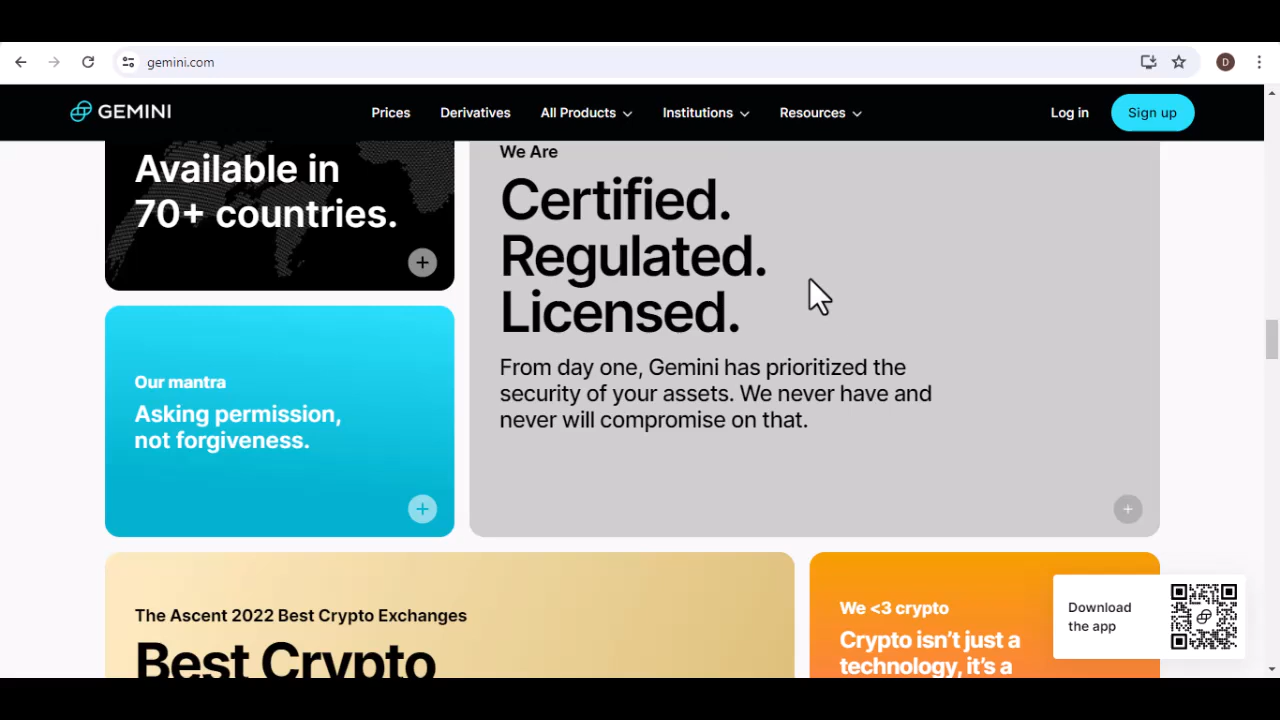 gemini.com
D
GEMINI
Prices
Derivatives
All Products
Institutions
Resources
Log in
Sign up
Available in
70+ countries.
We Are
Certified.
Regulated.
Licensed.
From day one, Gemini has prioritized the
security of your assets. We never have and
never will compromise on that.
Our mantra
Asking permission,
not forgiveness.
The Ascent 2022 Best Crypto Exchanges
Best Crypto
We <3 crypto
Crypto isn't just a
technology, it's a
Download
the app